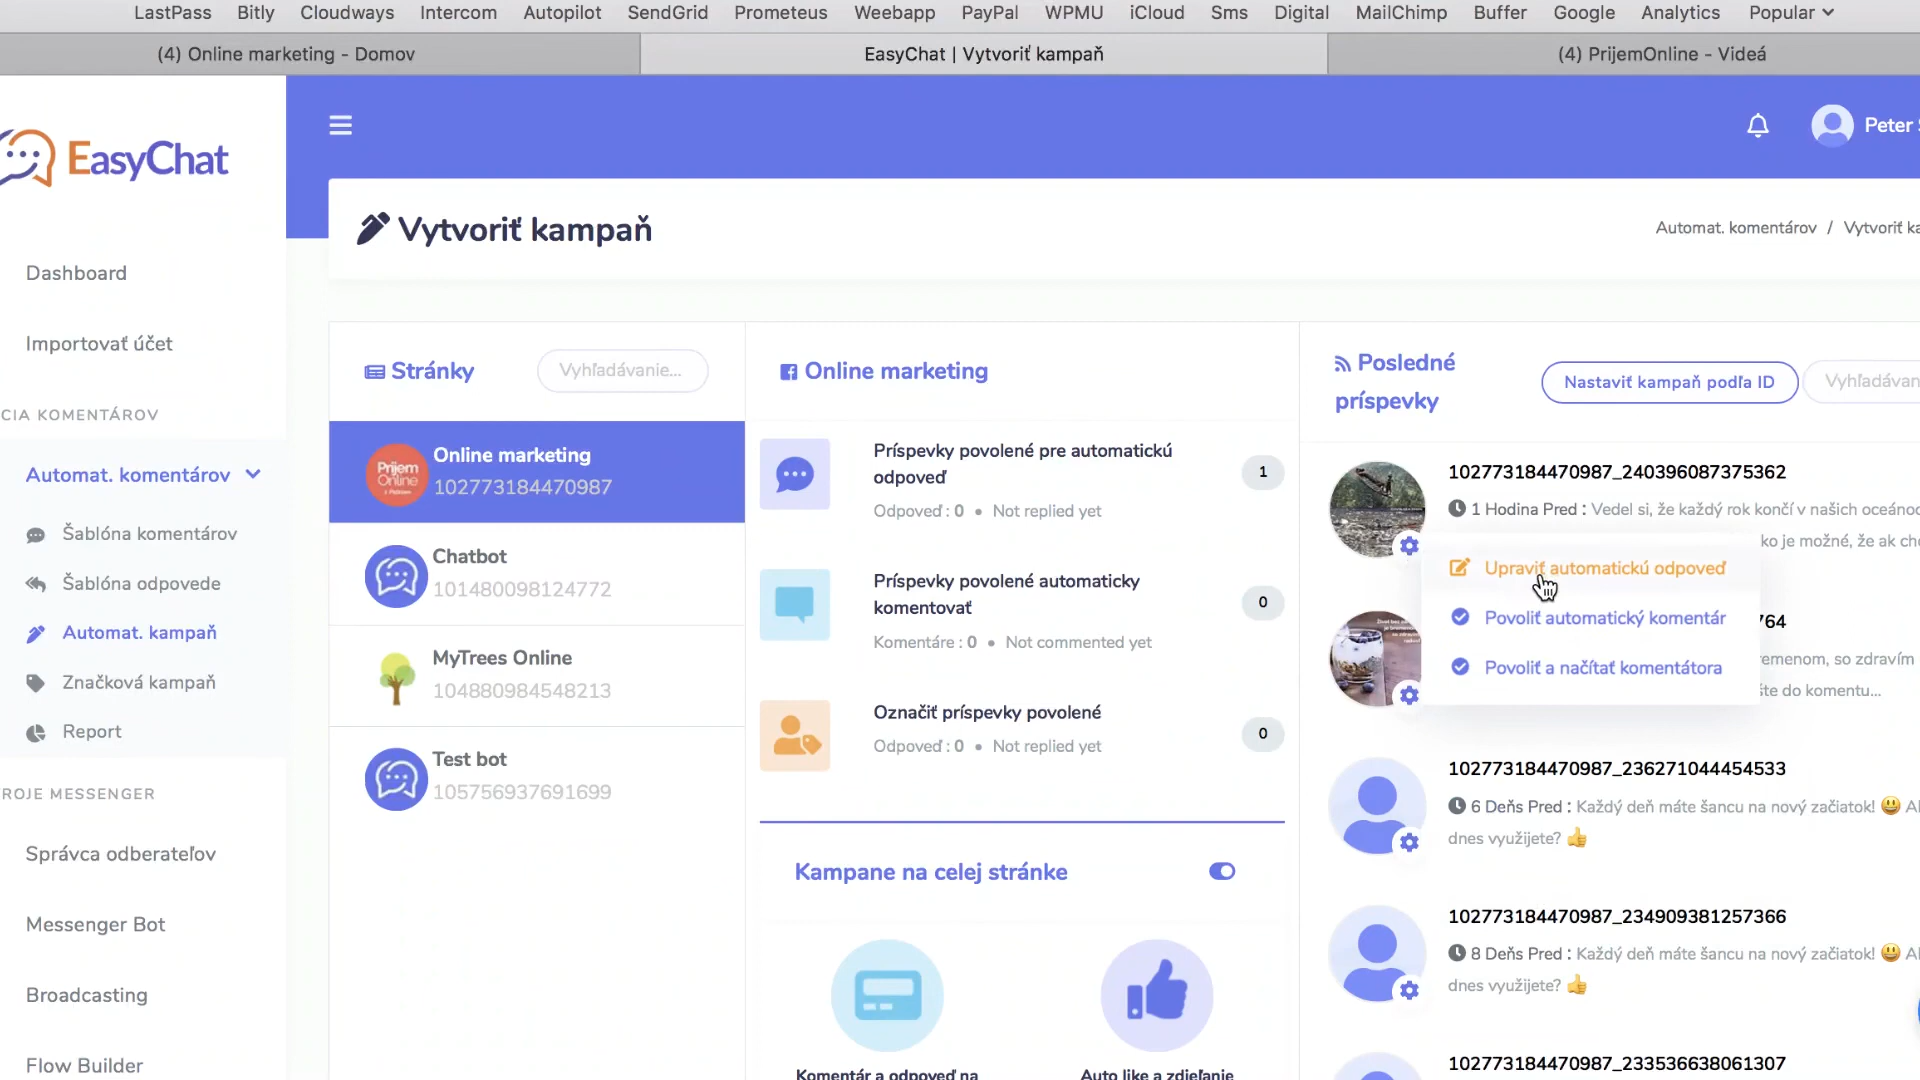 LastPass Bitly Cloudways Intercom Autopilot SendGrid Prometeus Weebapp PayPal WPMU iCloud Sms Digital MailChimp Buffer Google Analytics Popular
(4) Online marketing - Domov
EasyChat | Vytvoriť kampaň
(4) PrijemOnline - Videá
EasyChat
Peter
Vytvoriť kampaň
Automat. komentárov / Vytvoriť
Dashboard
Importovať účet
CIA KOMENTÁROV
Automat. komentárov
Šablóna komentárov
Šablóna odpovede
Automat. kampaň
Značková kampaň
Report
ROJE MESSENGER
Správca odberateľov
Messenger Bot
Broadcasting
Flow Builder
Stránky
Vyhľadávanie...
Prijem
Online
Online marketing
102773184470987
Chatbot
101480098124772
MyTrees Online
104880984548213
Test bot
105756937691699
Online marketing
Príspevky povolené pre automatickú
odpoveď
1
Odpoveď : 0 • Not replied yet
Príspevky povolené automaticky
komentovať
0
Komentáre : 0 • Not commented yet
Označiť príspevky povolené
0
Odpoveď : 0 • Not replied yet
Kampane na celej stránke
Komentár a odpoveď na
Auto like a zdieľanie
Posledné
príspevky
Nastaviť kampaň podľa ID
Vyhľadávan
102773184470987_240396087375362
1 Hodina Pred : Vedel si, že každý rok končí v našich oceánoc
ko je možné, že ak
Upraviť automatickú odpoveď
Povoliť automatický komentár
Povoliť a načítať komentátora
764
remenom, so zdravím
šte do komentu...
102773184470987_236271044454533
6 Deňs Pred : Každý deň máte šancu na nový začiatok! 😃
dnes využijete? 👍
102773184470987_234909381257366
8 Deňs Pred : Každý deň máte šancu na nový začiatok! 😃
dnes využijete? 👍
102773184470987_233536638061307